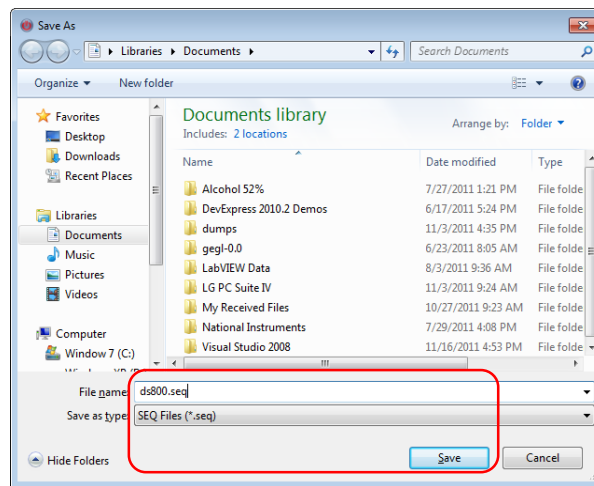 Save As
Libraries Documents
Search Documents
Organize New folder
Favorites
Desktop
Downloads
Recent Places
Libraries
Documents
Music
Pictures
Videos
Computer
Window 7 (C:)
Documents library
Includes: 2 locations
Arrange by: Folder
Name Date modified Type
Alcohol 52% 7/27/2011 1:21 PM File folde
DevExpress 2010.2 Demos 6/17/2011 5:24 PM File folde
dumps 11/3/2011 4:35 PM File folde
gegl-0.0 6/23/2011 8:05 AM File folde
LabVIEW Data 8/3/2011 9:36 AM File folde
LG PC Suite IV 11/3/2011 9:24 AM File folde
My Received Files 10/27/2011 9:23 AM File folde
National Instruments 7/29/2011 4:08 PM File folde
Visual Studio 2008 11/16/2011 4:53 PM File folde
File name: ds800.seq
Save as type: SEQ Files (*.seq)
Hide Folders
Save
Cancel